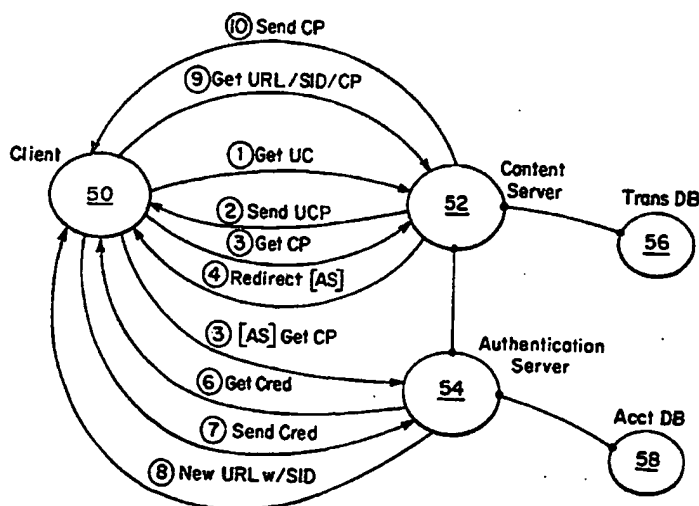 ⑩ Send CP
⑨ Get URL/SID/CP
Client
① Get UC
Content
Server
50
52
Trans DB
② Send UCP
③ Get CP
56
④ Redirect [AS]
③ [AS] Get CP
Authentication
Server
⑥ Get Cred
54
Acct DB
⑦ Send Cred
58
⑧ New URL w/SID